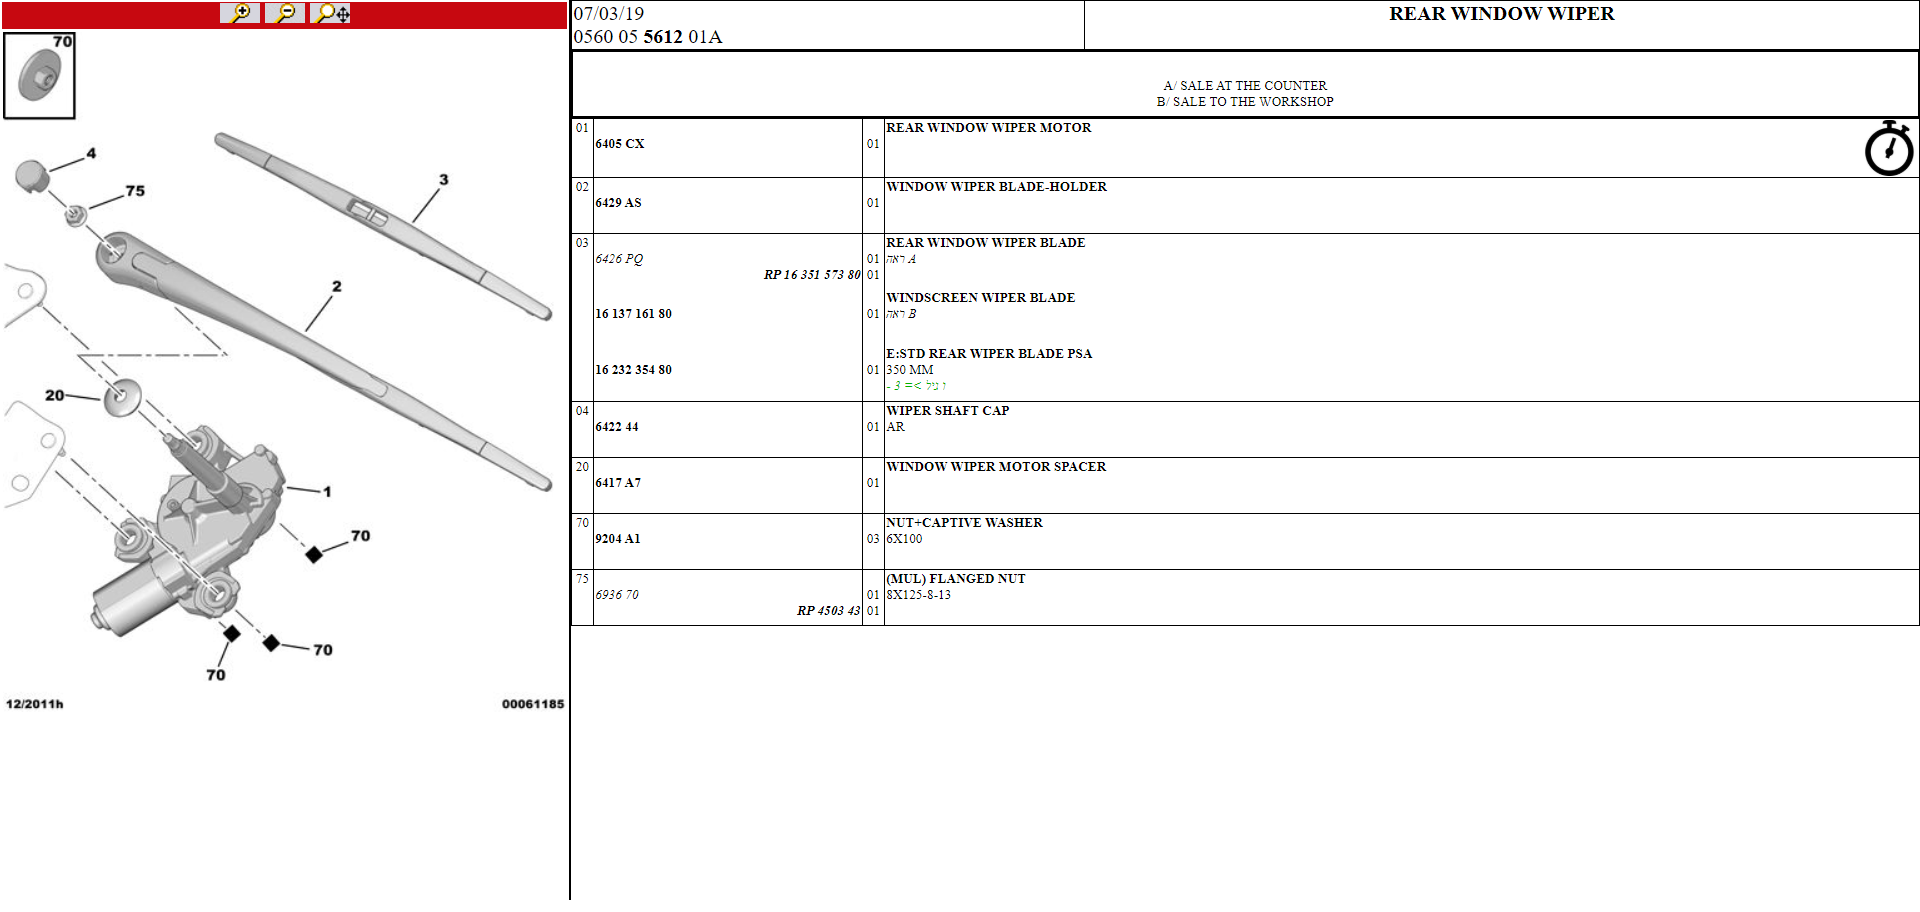 70
4
75
3
2
20
1
70
70
70
12/2011h
00061185
07/03/19
0560 05 5612 01A
REAR WINDOW WIPER
A/ SALE AT THE COUNTER
B/ SALE TO THE WORKSHOP
01
REAR WINDOW WIPER MOTOR
6405 CX 01
02
WINDOW WIPER BLADE-HOLDER
6429 AS 01
03
REAR WINDOW WIPER BLADE
6426 PQ 01 ראה A
RP 16 351 573 80 01
WINDSCREEN WIPER BLADE
16 137 161 80 01 ראה B
E:STD REAR WIPER BLADE PSA
16 232 354 80 01 350 MM
- 3 =< ו גיל
04
WIPER SHAFT CAP
6422 44 01 AR
20
WINDOW WIPER MOTOR SPACER
6417 A7 01
70
NUT+CAPTIVE WASHER
9204 A1 03 6X100
75
(MUL) FLANGED NUT
6936 70 01 8X125-8-13
RP 4503 43 01